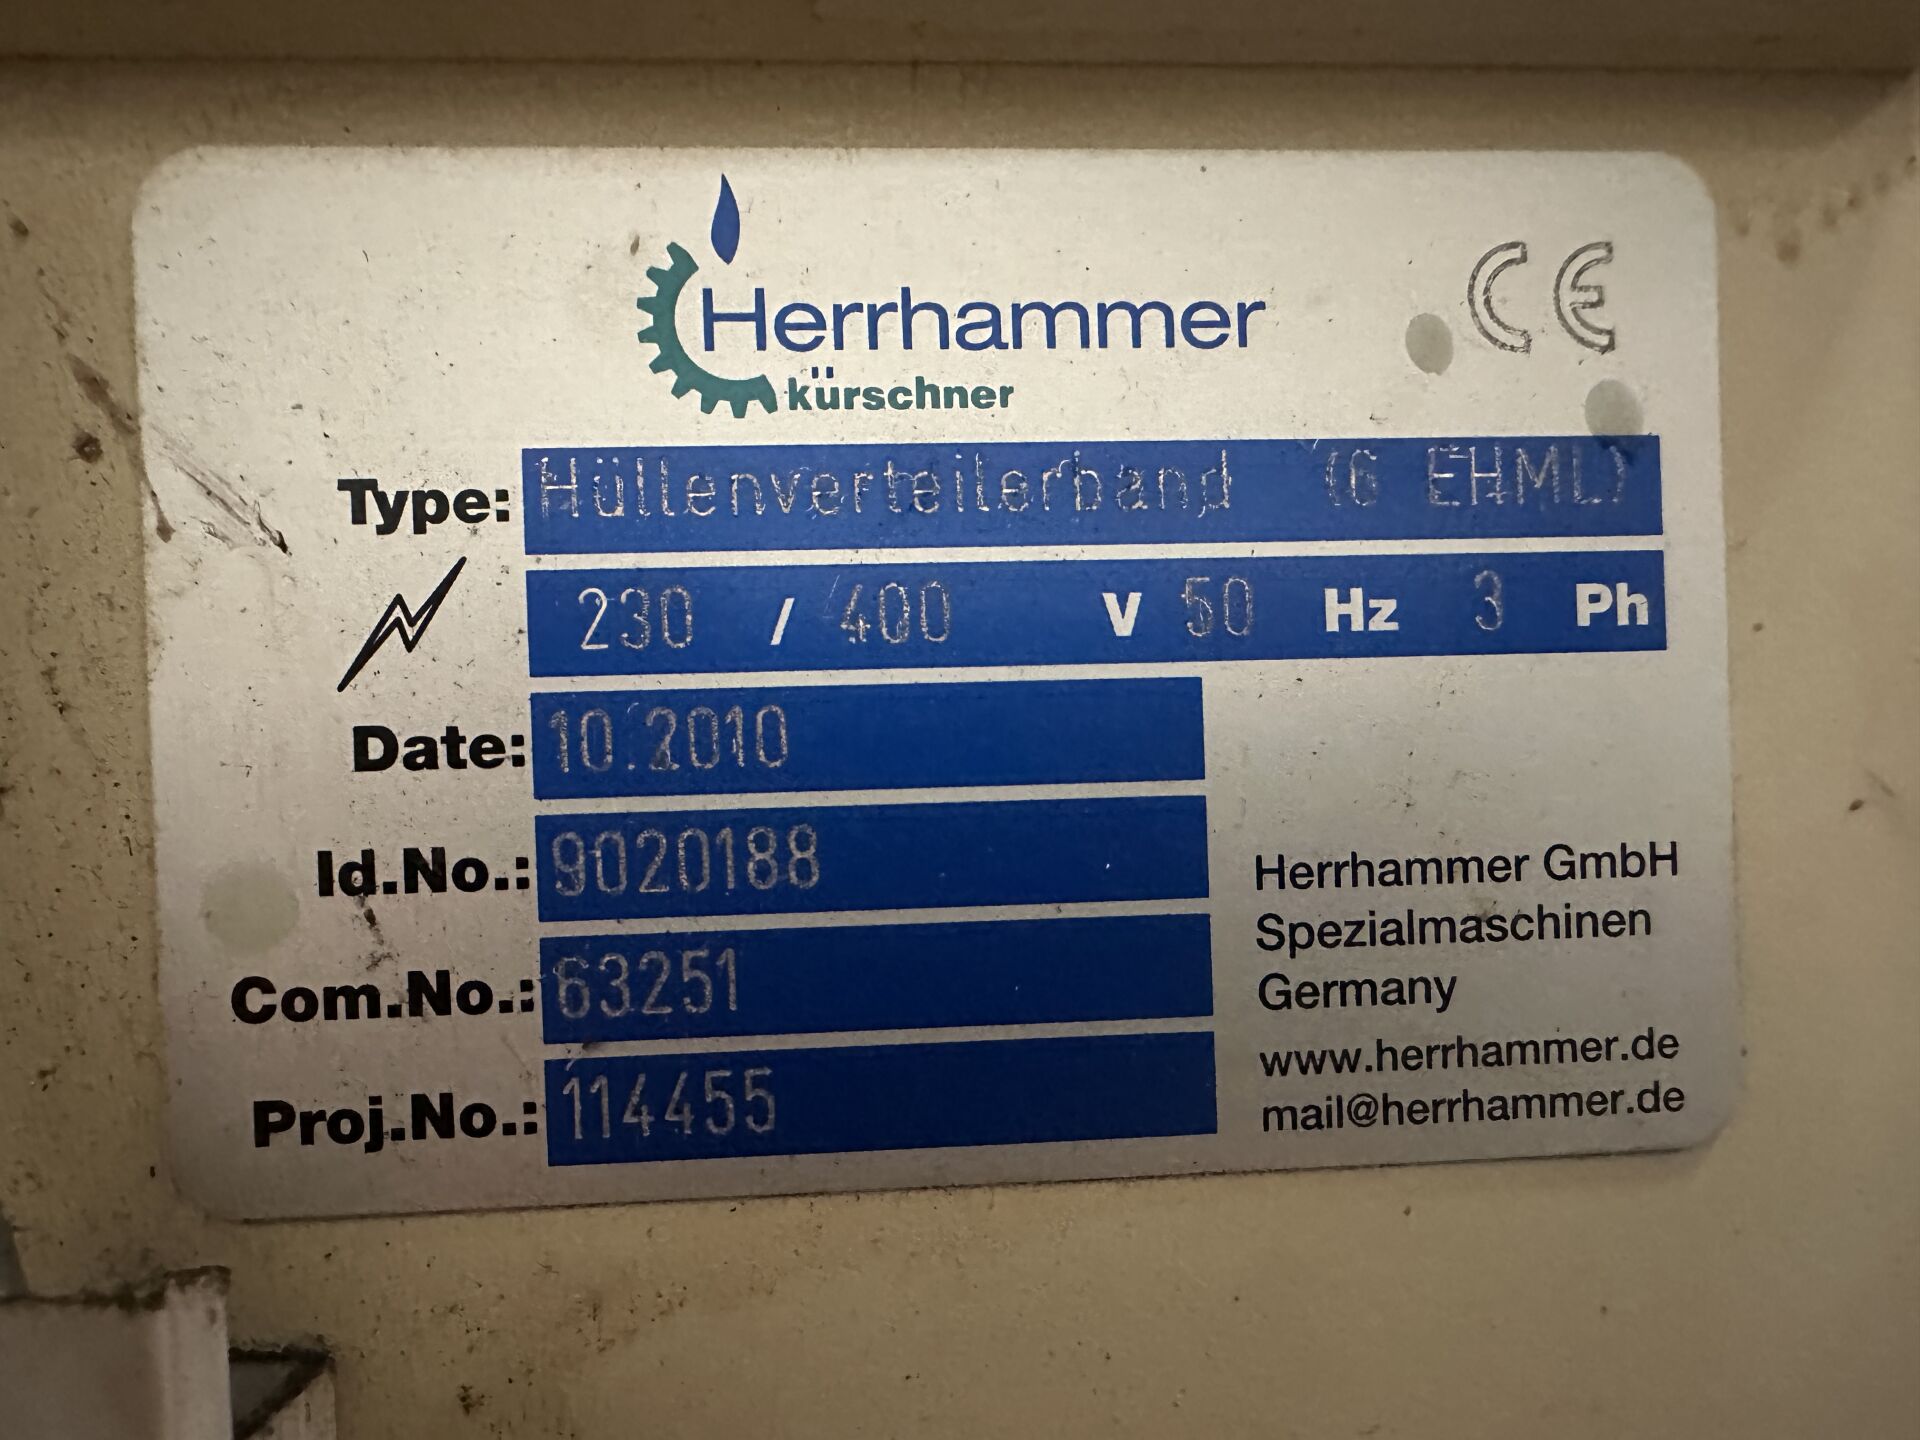 Herrhammer
kürschner
CE
Type: Hüllenverteilerband (6 EHML)
230 / 400 V 50 Hz 3 Ph
Date: 10.2010
Id.No.: 9020188
Com.No.: 63251
Proj.No.: 114455
Herrhammer GmbH
Spezialmaschinen
Germany
www.herrhammer.de
mail@herrhammer.de